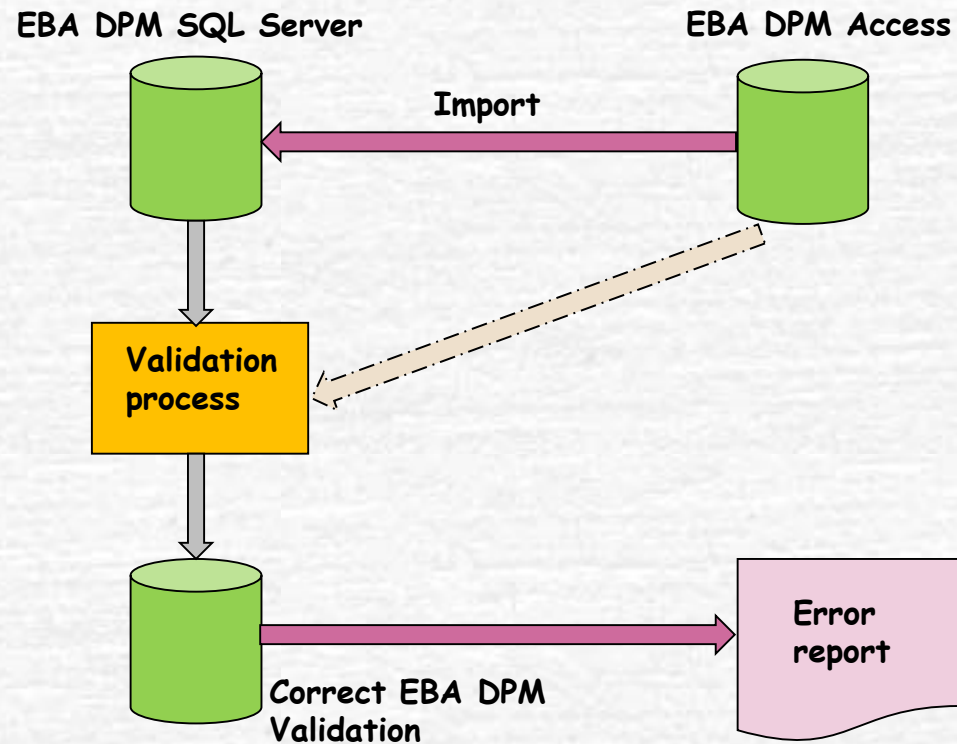 EBA DPM SQL Server
EBA DPM Access
Import
Validation
process
Error
report
Correct EBA DPM
Validation